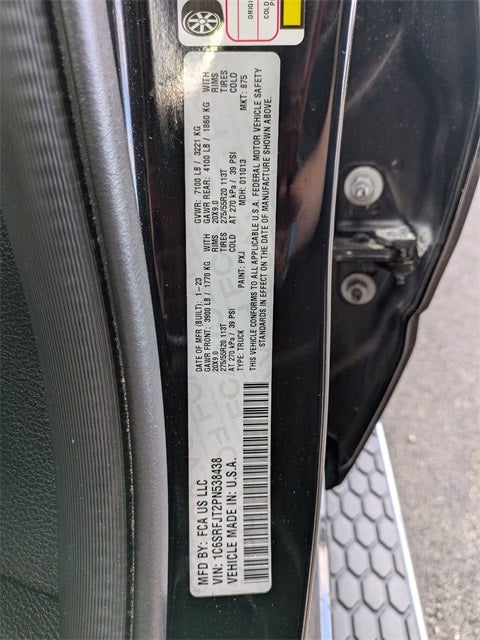 ORIGI
COLD
MFD BY: FCA US LLC
VIN: 1C6SRFJT2PN538438
VEHICLE MADE IN: U.S.A.
DATE OF MFR (BUILT): 1-23 GVWR: 7100 LB / 3221 KG
GAWR FRONT: 3900 LB / 1770 KG WITH GAWR REAR: 4100 LB / 1860 KG WITH
20X9.0 RIMS 20X9.0 RIMS
275/55R20 113T TIRES 275/55R20 113T TIRES
AT 270 kPa / 39 PSI COLD AT 270 kPa / 39 PSI COLD
TYPE: TRUCK PAINT: PXJ MDH: 011013 MKT: 875
THIS VEHICLE CONFORMS TO ALL APPLICABLE U.S.A. FEDERAL MOTOR VEHICLE SAFETY
STANDARDS IN EFFECT ON THE DATE OF MANUFACTURE SHOWN ABOVE.